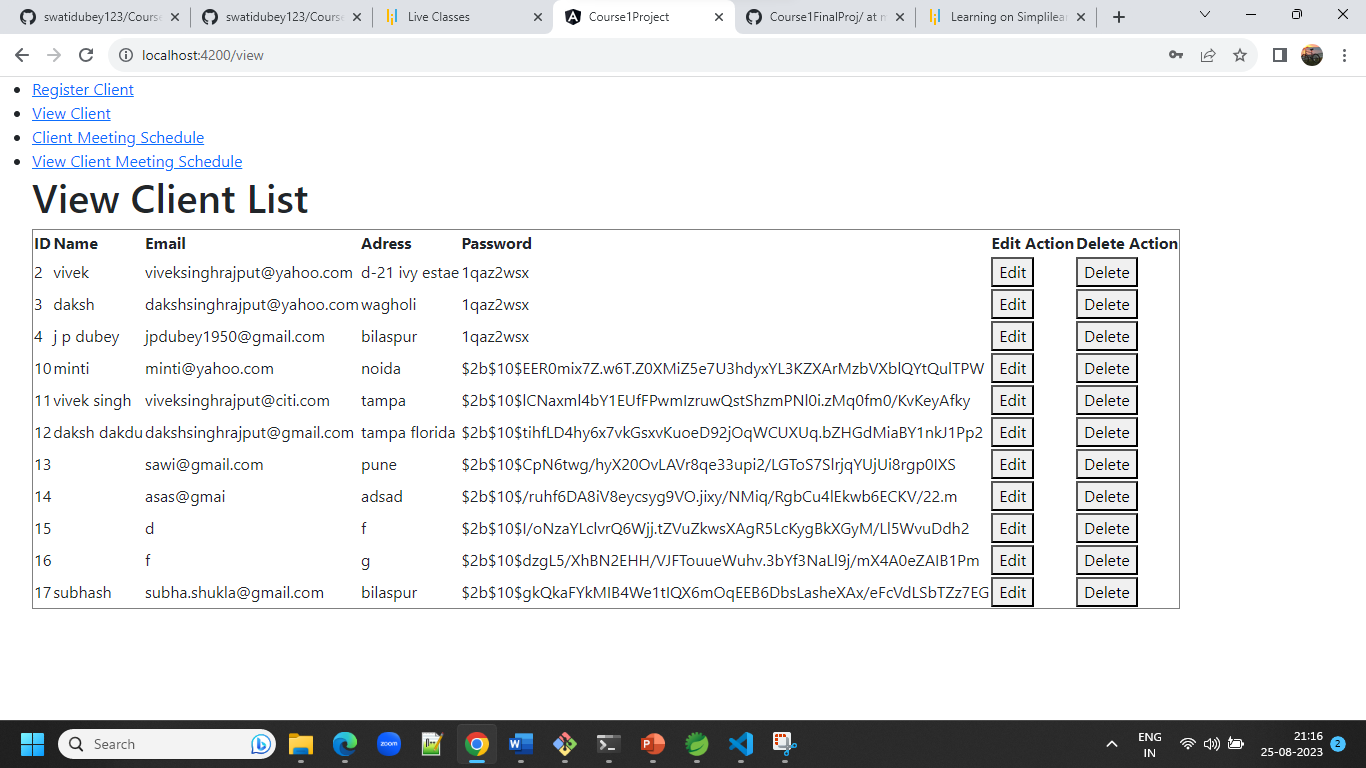 swatidubey123/Course
swatidubey123/Course
Live Classes
Course1Project
Course1FinalProj/ at m
Learning on Simplilear
localhost:4200/view
Register Client
View Client
Client Meeting Schedule
View Client Meeting Schedule
View Client List
ID Name Email Adress Password Edit Action Delete Action
2 vivek viveksinghrajput@yahoo.com d-21 ivy estae 1qaz2wsx Edit Delete
3 daksh dakshsinghrajput@yahoo.com wagholi 1qaz2wsx Edit Delete
4 j p dubey jpdubey1950@gmail.com bilaspur 1qaz2wsx Edit Delete
10 minti minti@yahoo.com noida $2b$10$EER0mix7Z.w6T.Z0XMiZ5e7U3hdyxYL3KZXArMzbVXblQYtQulTPW Edit Delete
11 vivek singh viveksinghrajput@citi.com tampa $2b$10$lCNaxml4bY1EUfFPwmIzruwQstShzmPNl0i.zMq0fm0/KvKeyAfky Edit Delete
12 daksh dakdu dakshsinghrajput@gmail.com tampa florida $2b$10$tihfLD4hy6x7vkGsxvKuoeD92jOqWCUXUq.bZHGdMiaBY1nkJ1Pp2 Edit Delete
13 sawi@gmail.com pune $2b$10$CpN6twg/hyX20OvLAVr8qe33upi2/LGToS7SlrjqYUjUi8rgp0IXS Edit Delete
14 asas@gmai adsad $2b$10$/ruhf6DA8iV8eycsyg9VO.jixy/NMiq/RgbCu4lEkwb6ECKV/22.m Edit Delete
15 d f $2b$10$I/oNzaYLclvrQ6Wjj.tZVuZkwsXAgR5LcKygBkXGyM/Ll5WvuDdh2 Edit Delete
16 f g $2b$10$dzgL5/XhBN2EHH/VJFTouueWuhv.3bYf3NaLl9j/mX4A0eZAIB1Pm Edit Delete
17 subhash subha.shukla@gmail.com bilaspur $2b$10$gkQkaFYkMIB4We1tIQX6mOqEEB6DbsLasheXAx/eFcVdLSbTZz7EG Edit Delete
Search
zoom
ENG
IN
21:16
25-08-2023
2